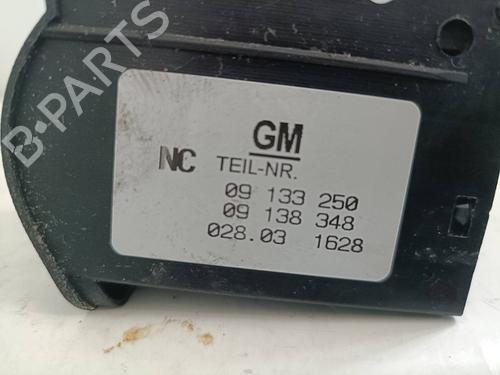 B-PARTS
GM
NC TEIL-NR.
09 133 250
09 138 348
028.03 1628